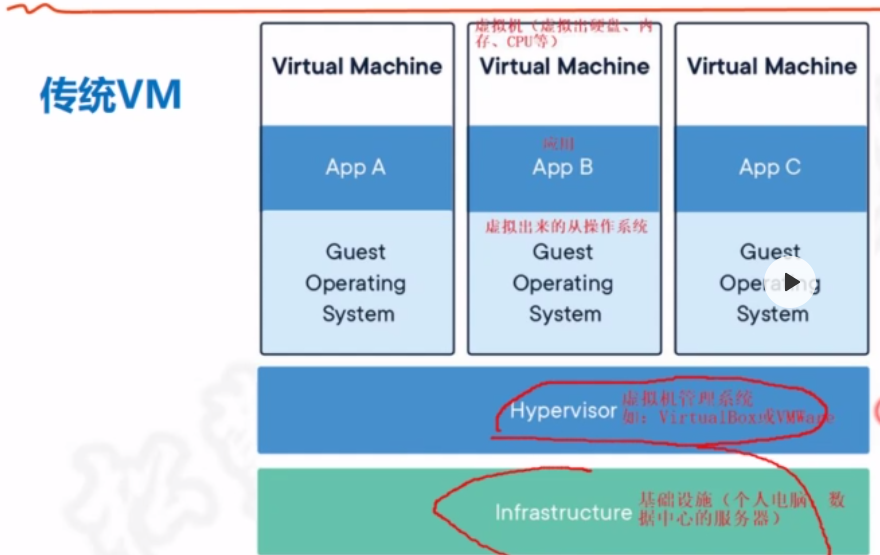 传统VM
Virtual Machine
虚拟机（虚拟出硬盘、内
存、CPU等）
Virtual Machine
Virtual Machine
App A
应用
App B
App C
Guest
Operating
System
虚拟出来的从操作系统
Guest
Operating
System
Guest
Operating
System
Hypervisor
虚拟机管理系统
如：VirtualBox或VMWare
Infrastructure
基础设施（个人电脑、数
据中心的服务器）